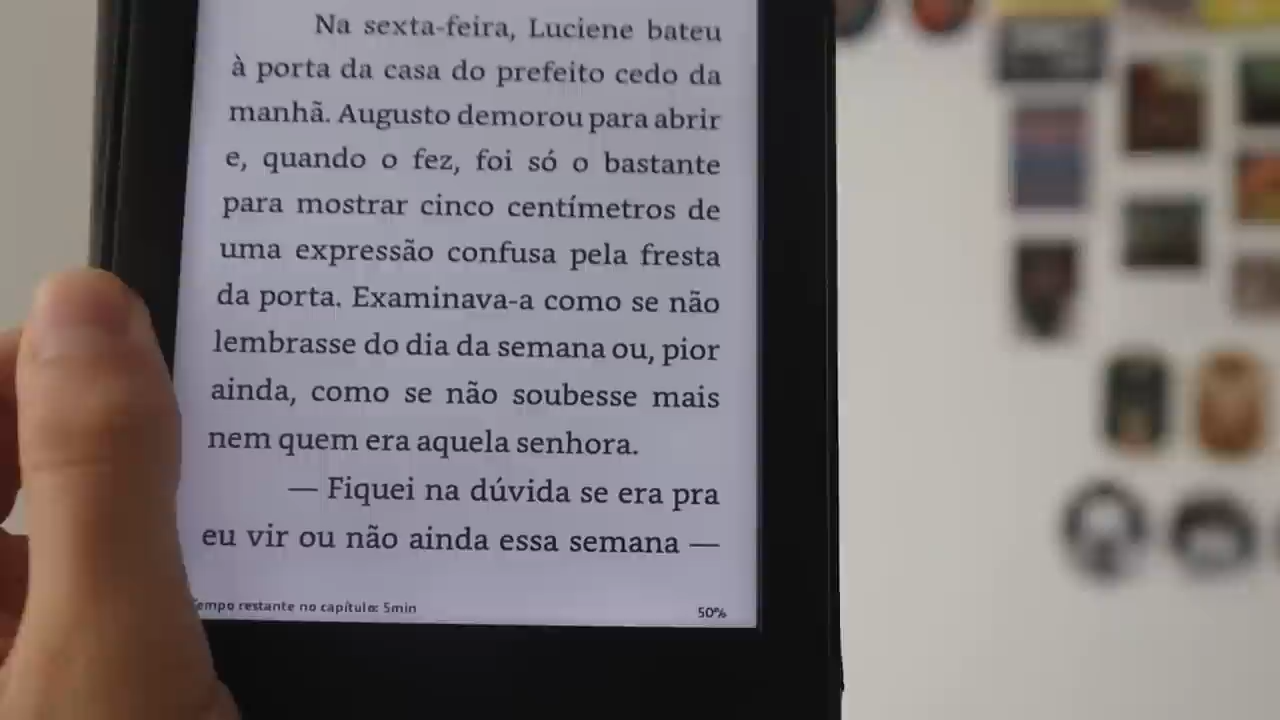 Na sexta-feira, Luciene bateu
à porta da casa do prefeito cedo da
manhã. Augusto demorou para abrir
e, quando o fez, foi só o bastante
para mostrar cinco centímetros de
uma expressão confusa pela fresta
da porta. Examinava-a como se não
lembrasse do dia da semana ou, pior
ainda, como se não soubesse mais
nem quem era aquela senhora.
— Fiquei na dúvida se era pra
eu vir ou não ainda essa semana —
Tempo restante no capítulo: 5min
50%